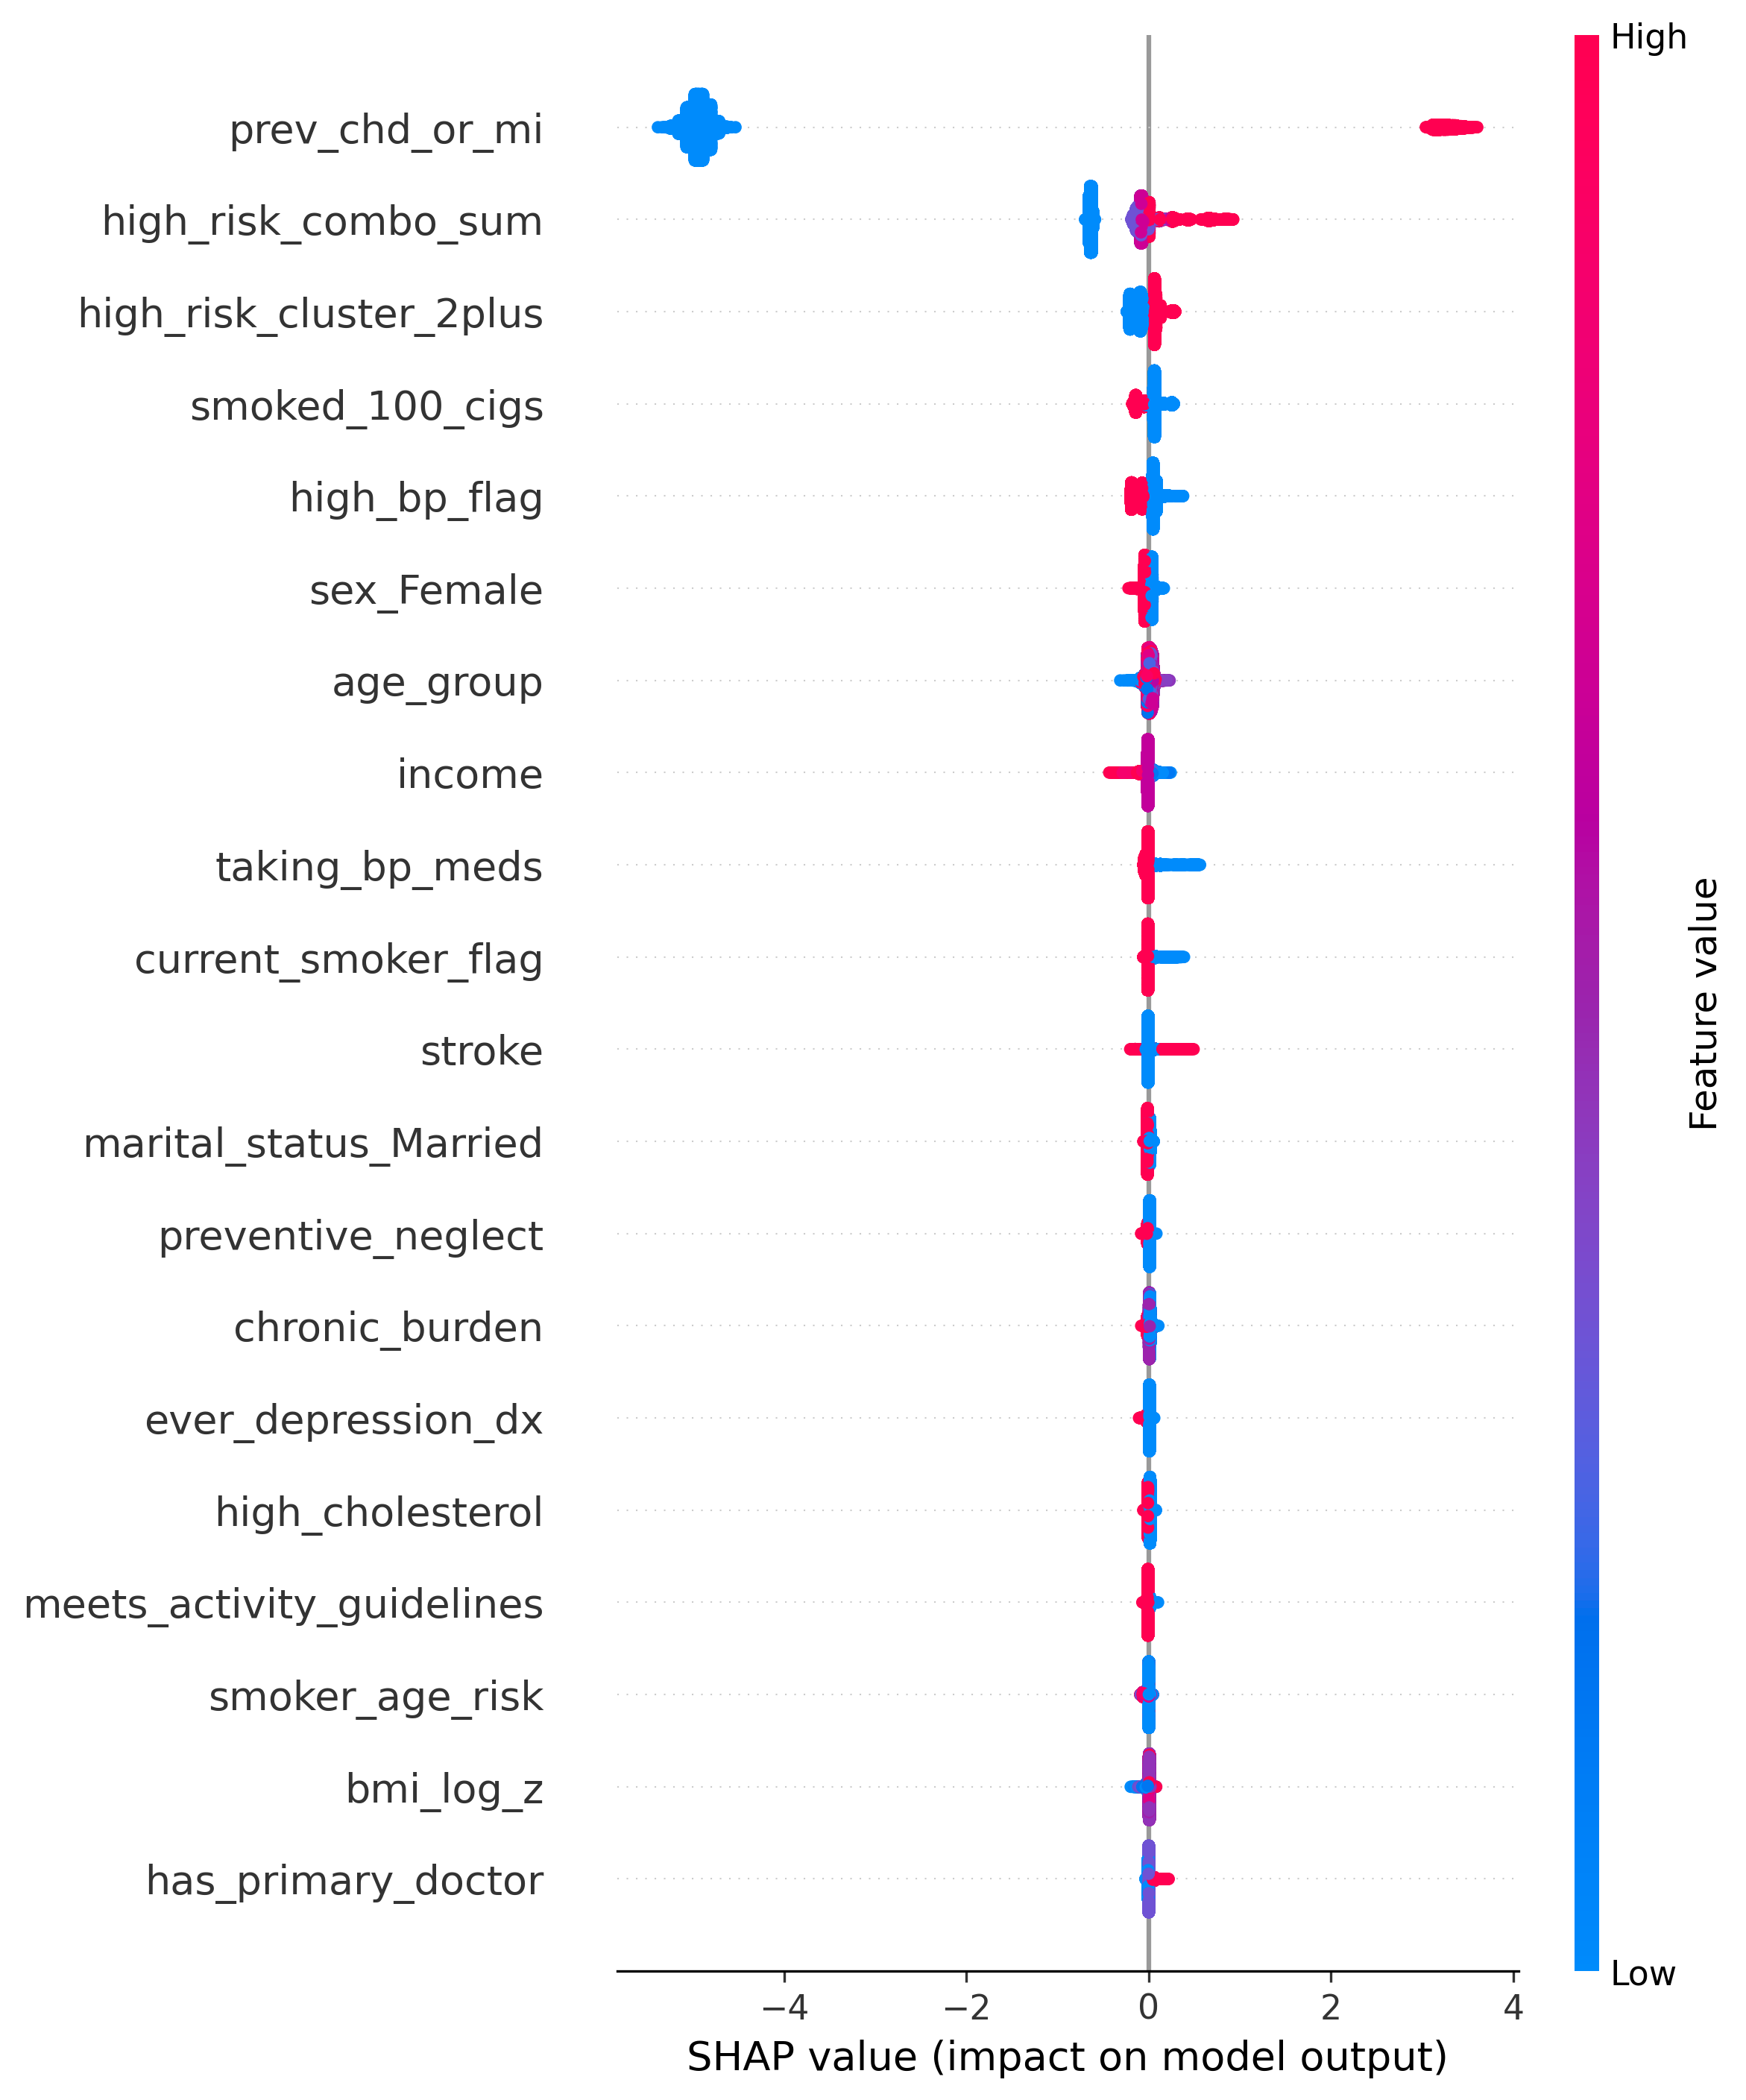 High
prev_chd_or_mi
high_risk_combo_sum
high_risk_cluster_2plus
smoked_100_cigs
high_bp_flag
sex_Female
age_group
income
taking_bp_meds
current_smoker_flag
stroke
marital_status_Married
preventive_neglect
chronic_burden
ever_depression_dx
high_cholesterol
meets_activity_guidelines
smoker_age_risk
bmi_log_z
has_primary_doctor
Feature value
Low
−4 −2 0 2 4
SHAP value (impact on model output)